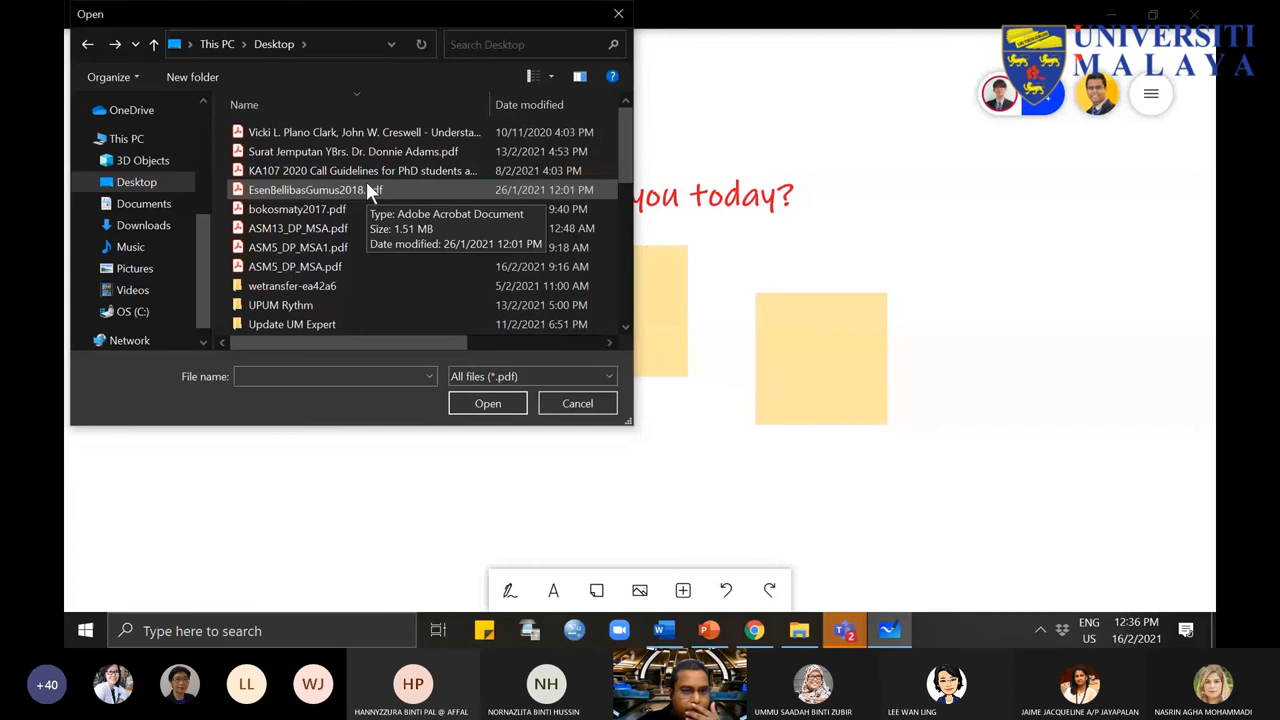 Open
This PC
Desktop
Search Desktop
Organize
New folder
Name
Date modified
OneDrive
This PC
3D Objects
Desktop
Documents
Downloads
Music
Pictures
Videos
OS (C:)
Network
Vicki L. Plano Clark, John W. Creswell - Understa... 10/11/2020 4:03 PM
Surat Jemputan YBrs. Dr. Donnie Adams.pdf 13/2/2021 4:53 PM
KA107 2020 Call Guidelines for PhD students a... 8/2/2021 4:03 PM
EsenBellibasGumus2018.pdf 26/1/2021 12:01 PM
bokosmaty2017.pdf 9:40 PM
ASM13_DP_MSA.pdf 12:48 AM
ASM5_DP_MSA1.pdf 9:18 AM
ASM5_DP_MSA.pdf 16/2/2021 9:16 AM
wetransfer-ea42a6 5/2/2021 11:00 AM
UPUM Rythm 13/2/2021 5:00 PM
Update UM Expert 11/2/2021 6:51 PM
Type: Adobe Acrobat Document
Size: 1.51 MB
Date modified: 26/1/2021 12:01 PM
File name:
All files (*.pdf)
Open
Cancel
UNIVERSITI
MALAYA
you today?
Type here to search
2
ENG
US
12:36 PM
16/2/2021
+40
LL
WJ
HP
HANNYZZURA BINTI PAL @ AFFAL
NH
NORNAZLITA BINTI HUSSIN
UMMU SAADAH BINTI ZUBIR
LEE WAN LING
JAIME JACQUELINE A/P JAYAPALAN
NASRIN AGHA MOHAMMADI